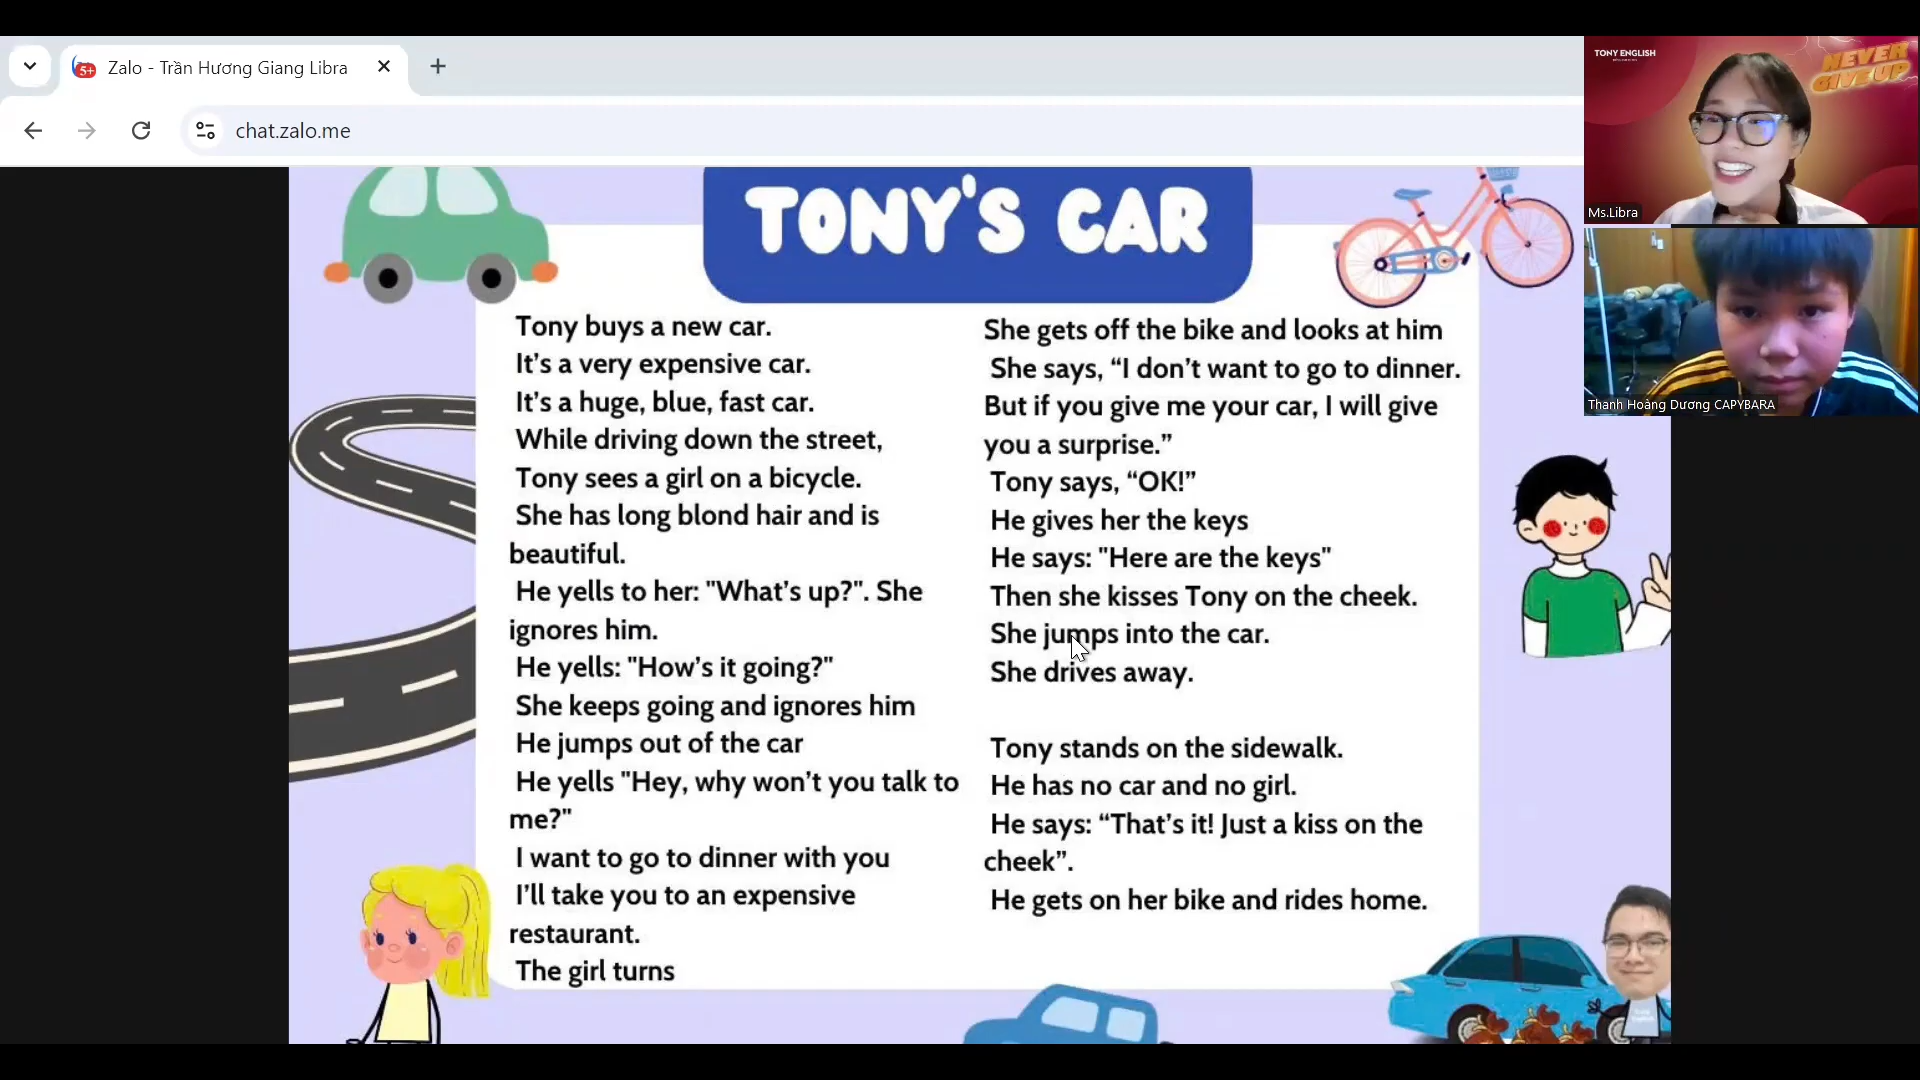 Zalo - Trần Hương Giang Libra
chat.zalo.me
TONY ENGLISH
NEVER
GIVE UP
Ms.Libra
Thanh Hoảng Dương CAPYBARA
TONY'S CAR
Tony buys a new car.
It's a very expensive car.
It's a huge, blue, fast car.
While driving down the street,
Tony sees a girl on a bicycle.
She has long blond hair and is
beautiful.
He yells to her: "What's up?". She
ignores him.
He yells: "How's it going?"
She keeps going and ignores him
He jumps out of the car
He yells "Hey, why won't you talk to
me?"
I want to go to dinner with you
I'll take you to an expensive
restaurant.
The girl turns
She gets off the bike and looks at him
She says, “I don't want to go to dinner.
But if you give me your car, I will give
you a surprise.”
Tony says, “OK!”
He gives her the keys
He says: "Here are the keys"
Then she kisses Tony on the cheek.
She jumps into the car.
She drives away.
Tony stands on the sidewalk.
He has no car and no girl.
He says: “That's it! Just a kiss on the
cheek”.
He gets on her bike and rides home.